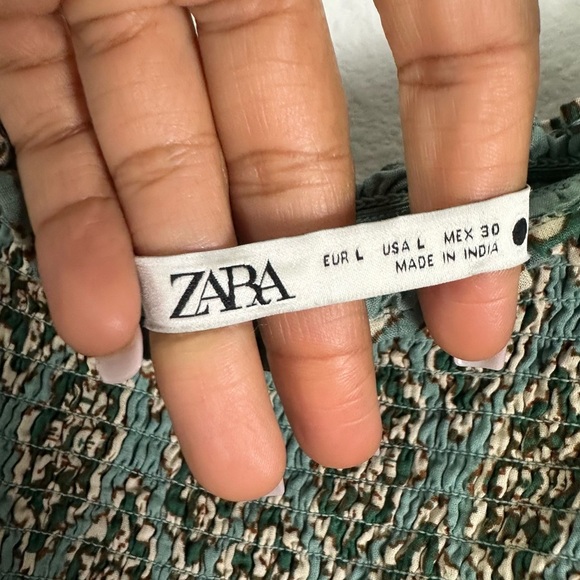 ZARA
EUR L USA L MEX 30
MADE IN INDIA